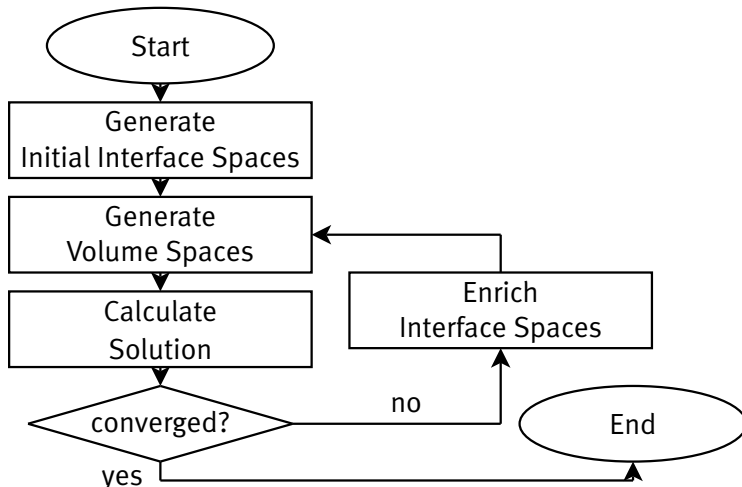 Start
Generate
Initial Interface Spaces
Generate
Volume Spaces
Calculate
Solution
Enrich
Interface Spaces
converged?
no
End
yes